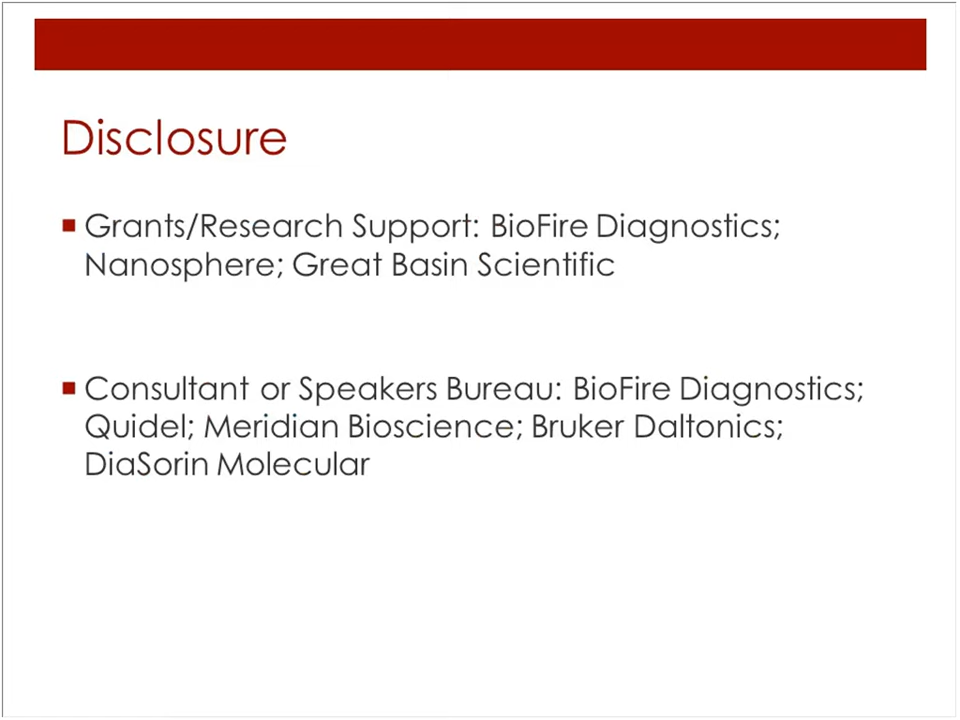 Disclosure
Grants/Research Support: BioFire Diagnostics;
Nanosphere; Great Basin Scientific
Consultant or Speakers Bureau: BioFire Diagnostics;
Quidel; Meridian Bioscience; Bruker Daltonics;
DiaSorin Molecular